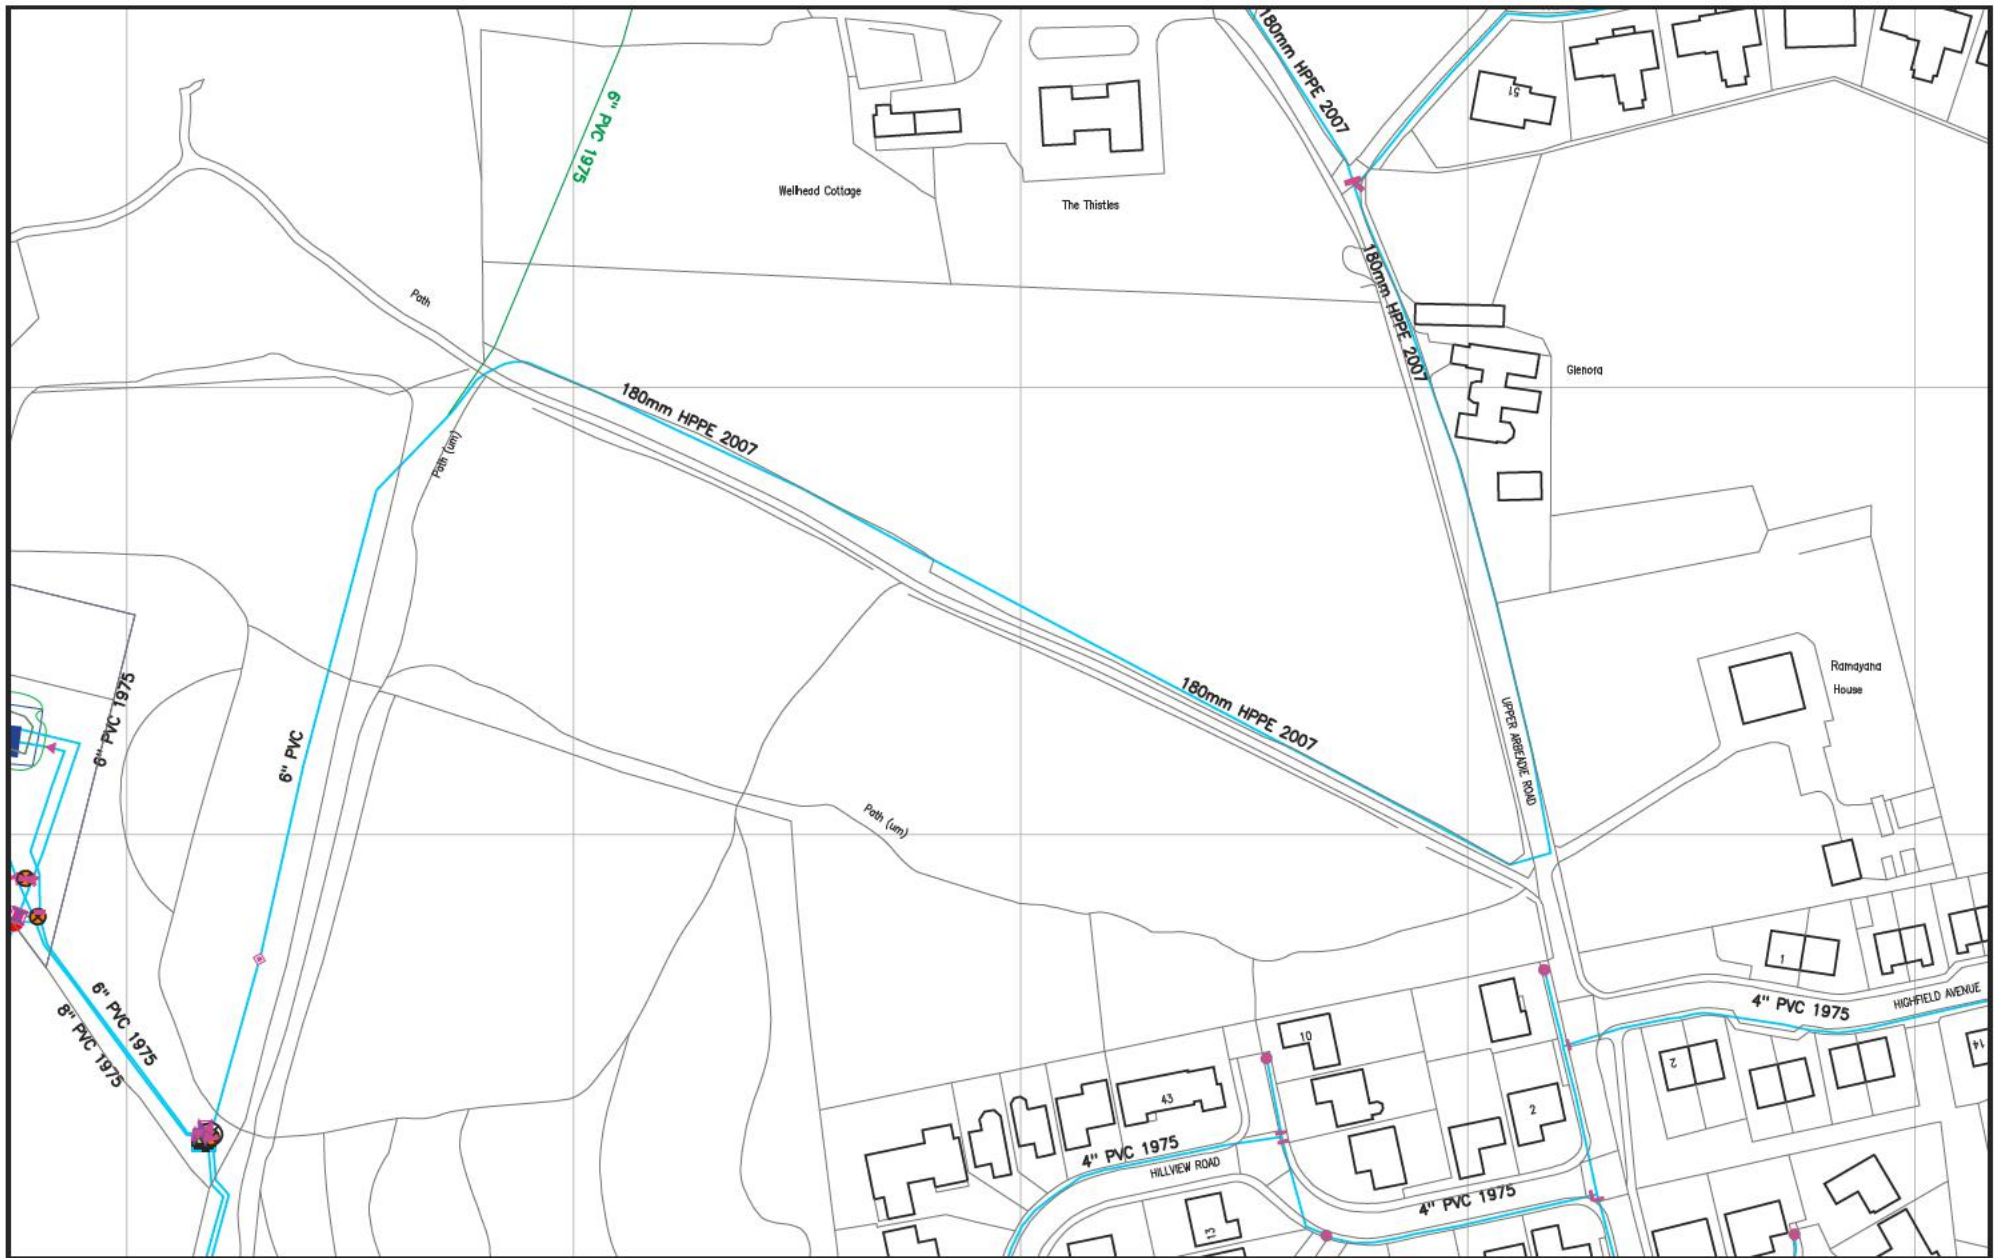 180mm HPPE 2007
51
6" PVC 1975
Wellhead Cottage
The Thistles
Path
180mm HPPE 2007
Glenora
180mm HPPE 2007
Path (um)
Ramayana
House
6" PVC 1975
180mm HPPE 2007
UPPER ARBEADIE ROAD
6" PVC
Path (um)
1
6" PVC 1975
8" PVC 1975
4" PVC 1975
HIGHFIELD AVENUE
10
2
14
43
2
4" PVC 1975
HILLVIEW ROAD
4" PVC 1975
13